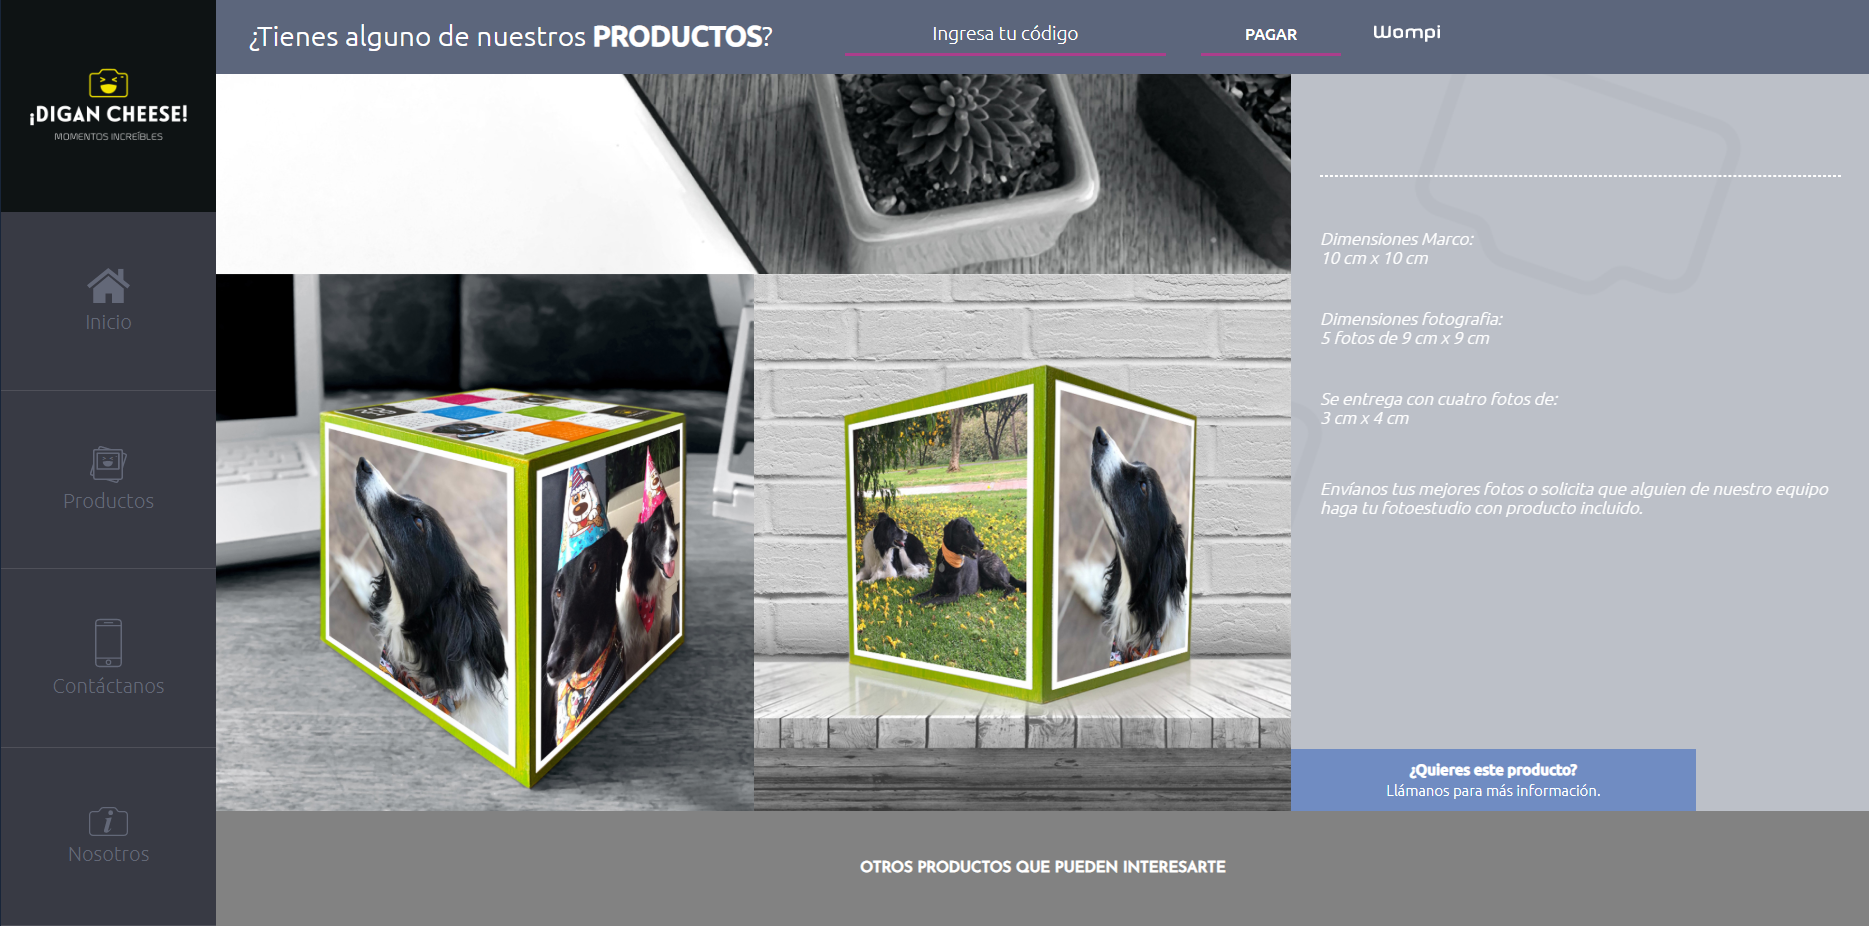 ¡DIGAN CHEESE!
MOMENTOS INCREÍBLES
Inicio
Productos
Contáctanos
Nosotros
¿Tienes alguno de nuestros PRODUCTOS?
Ingresa tu código
PAGAR
Wompi
Dimensiones Marco:
10 cm x 10 cm
Dimensiones fotografia:
5 fotos de 9 cm x 9 cm
Se entrega con cuatro fotos de:
3 cm x 4 cm
Envíanos tus mejores fotos o solicita que alguien de nuestro equipo
haga tu fotoestudio con producto incluido.
¿Quieres este producto?
Llámanos para más información.
OTROS PRODUCTOS QUE PUEDEN INTERESARTE